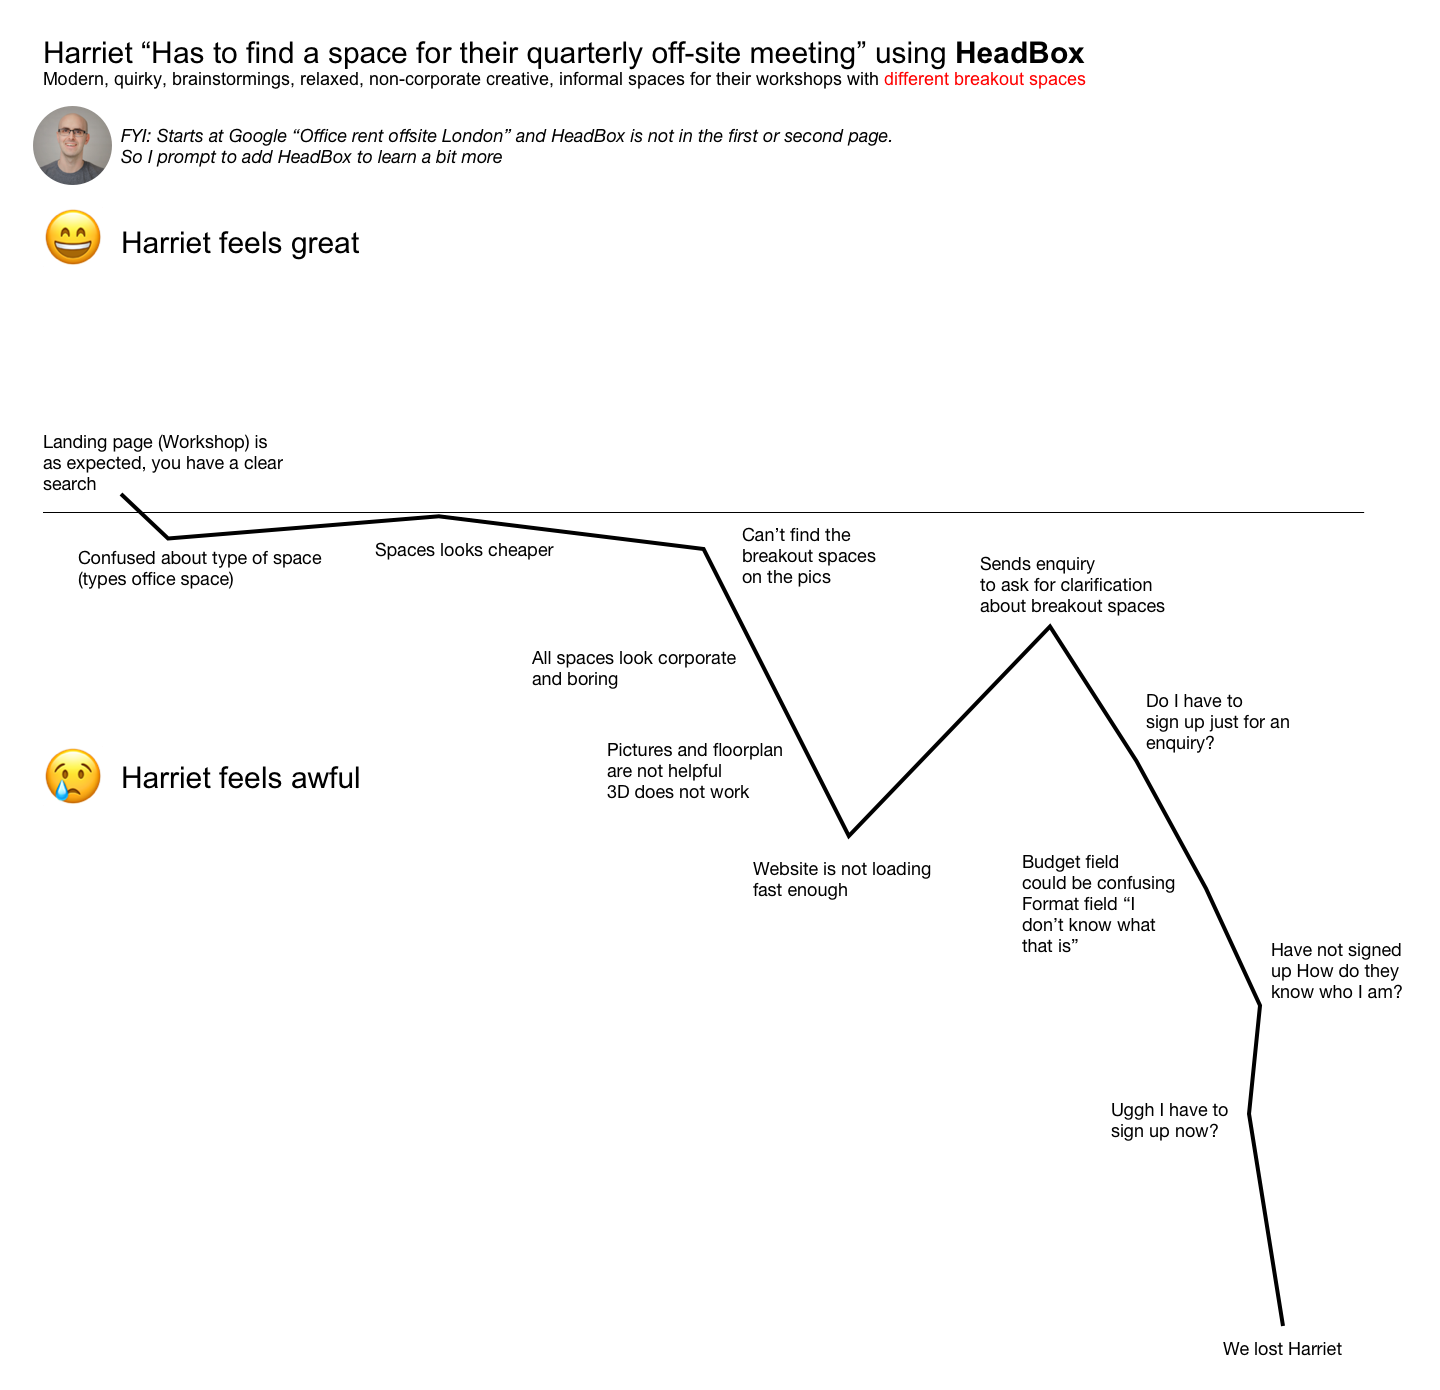 Harriet “Has to find a space for their quarterly off-site meeting” using HeadBox
Modern, quirky, brainstormings, relaxed, non-corporate creative, informal spaces for their workshops with different breakout spaces
FYI: Starts at Google “Office rent offsite London” and HeadBox is not in the first or second page.
So I prompt to add HeadBox to learn a bit more
Harriet feels great
Landing page (Workshop) is
as expected, you have a clear
search
Confused about type of space
(types office space)
Spaces looks cheaper
Can’t find the
breakout spaces
on the pics
All spaces look corporate
and boring
Pictures and floorplan
are not helpful
3D does not work
Harriet feels awful
Website is not loading
fast enough
Sends enquiry
to ask for clarification
about breakout spaces
Do I have to
sign up just for an
enquiry?
Budget field
could be confusing
Format field “I
don’t know what
that is”
Have not signed
up How do they
know who I am?
Uggh I have to
sign up now?
We lost Harriet